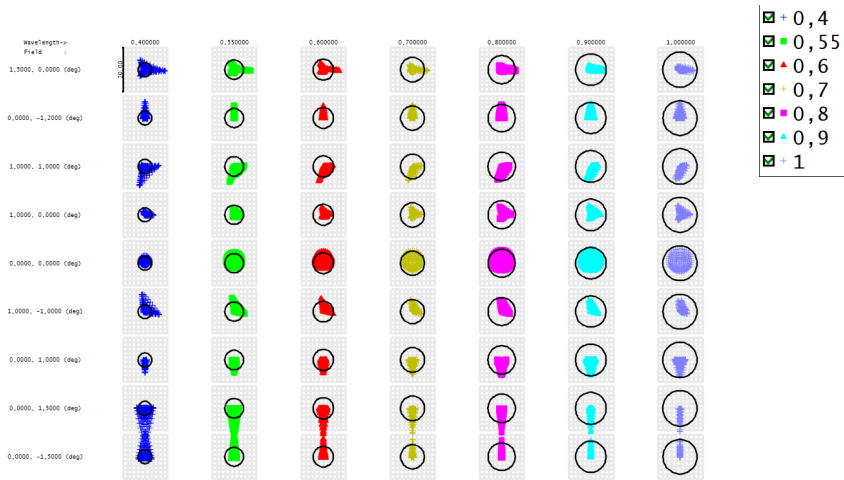 Wavelength-> 0,400000 0,550000 0,600000 0,700000 0,800000 0,900000 1,000000
Field :
20.00
1,5000, 0,0000 (deg)
0,0000, -1,2000 (deg)
1,0000, 1,0000 (deg)
1,0000, 0,0000 (deg)
0,0000, 0,0000 (deg)
1,0000, -1,0000 (deg)
0,0000, 1,0000 (deg)
0,0000, 1,5000 (deg)
0,0000, -1,5000 (deg)
0,4
0,55
0,6
0,7
0,8
0,9
1